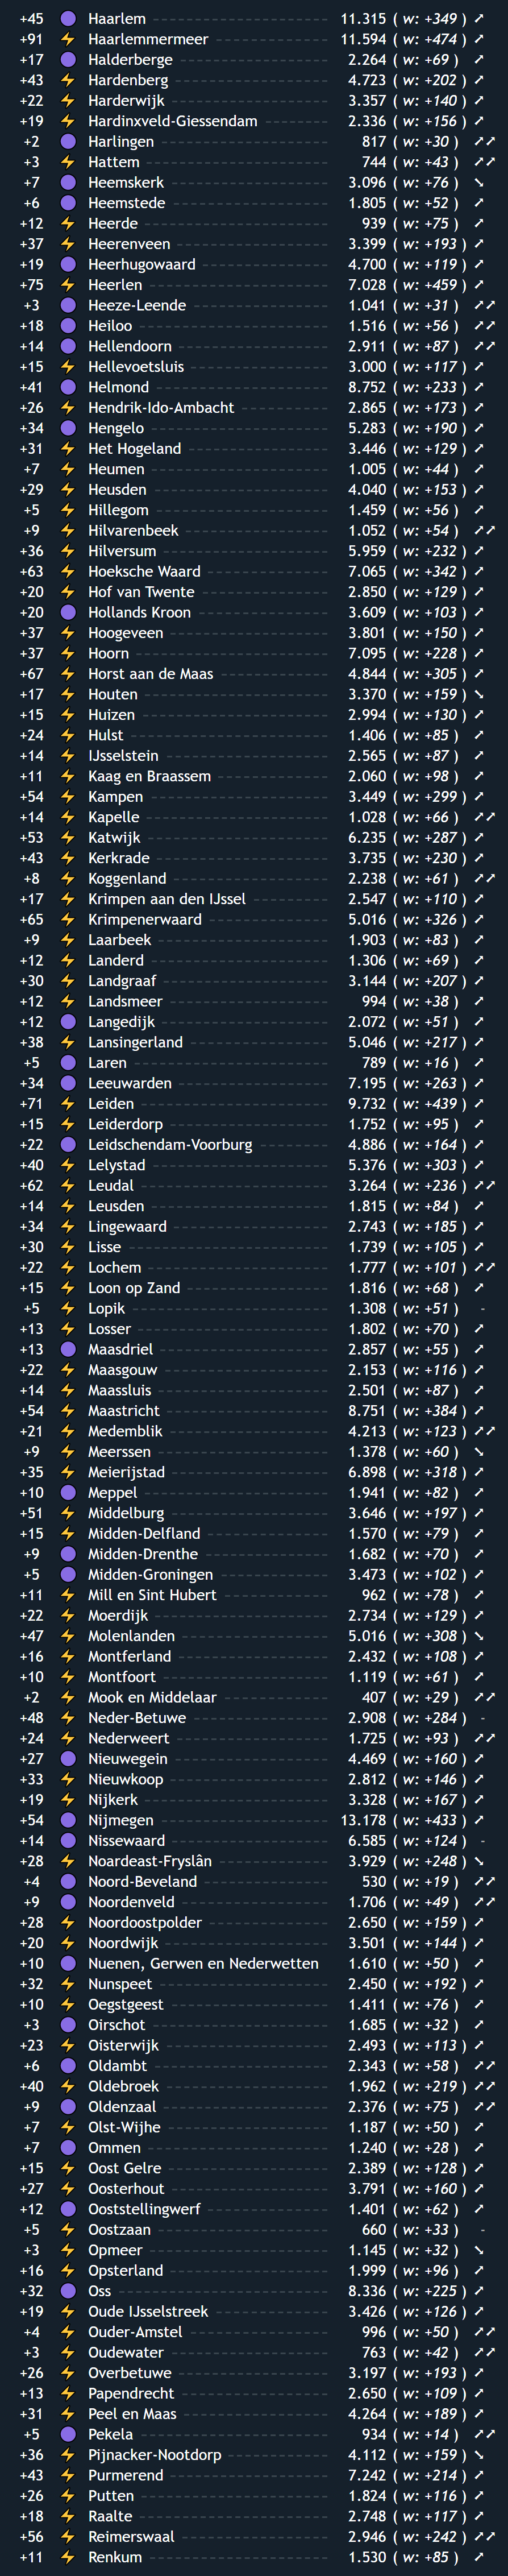 +45 Haarlem 11.315 ( w: +349 ) ↗
+91 Haarlemmermeer 11.594 ( w: +474 ) ↗
+17 Halderberge 2.264 ( w: +69 ) ↗
+43 Hardenberg 4.723 ( w: +202 ) ↗
+22 Harderwijk 3.357 ( w: +140 ) ↗
+19 Hardinxveld-Giessendam 2.336 ( w: +156 ) ↗
+2 Harlingen 817 ( w: +30 ) ↗↗
+3 Hattem 744 ( w: +43 ) ↗↗
+7 Heemskerk 3.096 ( w: +76 ) ↘
+6 Heemstede 1.805 ( w: +52 ) ↗
+12 Heerde 939 ( w: +75 ) ↗
+37 Heerenveen 3.399 ( w: +193 ) ↗
+19 Heerhugowaard 4.700 ( w: +119 ) ↗
+75 Heerlen 7.028 ( w: +459 ) ↗
+3 Heeze-Leende 1.041 ( w: +31 ) ↗↗
+18 Heiloo 1.516 ( w: +56 ) ↗↗
+14 Hellendoorn 2.911 ( w: +87 ) ↗↗
+15 Hellevoetsluis 3.000 ( w: +117 ) ↗
+41 Helmond 8.752 ( w: +233 ) ↗
+26 Hendrik-Ido-Ambacht 2.865 ( w: +173 ) ↗
+34 Hengelo 5.283 ( w: +190 ) ↗
+31 Het Hogeland 3.446 ( w: +129 ) ↗
+7 Heumen 1.005 ( w: +44 ) ↗
+29 Heusden 4.040 ( w: +153 ) ↗
+5 Hillegom 1.459 ( w: +56 ) ↗
+9 Hilvarenbeek 1.052 ( w: +54 ) ↗↗
+36 Hilversum 5.959 ( w: +232 ) ↗
+63 Hoeksche Waard 7.065 ( w: +342 ) ↗
+20 Hof van Twente 2.850 ( w: +129 ) ↗
+20 Hollands Kroon 3.609 ( w: +103 ) ↗
+37 Hoogeveen 3.801 ( w: +150 ) ↗
+37 Hoorn 7.095 ( w: +228 ) ↗
+67 Horst aan de Maas 4.844 ( w: +305 ) ↗
+17 Houten 3.370 ( w: +159 ) ↘
+15 Huizen 2.994 ( w: +130 ) ↗
+24 Hulst 1.406 ( w: +85 ) ↗
+14 IJsselstein 2.565 ( w: +87 ) ↗
+11 Kaag en Braassem 2.060 ( w: +98 ) ↗
+54 Kampen 3.449 ( w: +299 ) ↗
+14 Kapelle 1.028 ( w: +66 ) ↗↗
+53 Katwijk 6.235 ( w: +287 ) ↗
+43 Kerkrade 3.735 ( w: +230 ) ↗
+8 Koggenland 2.238 ( w: +61 ) ↗↗
+17 Krimpen aan den IJssel 2.547 ( w: +110 ) ↗
+65 Krimpenerwaard 5.016 ( w: +326 ) ↗
+9 Laarbeek 1.903 ( w: +83 ) ↗
+12 Landerd 1.306 ( w: +69 ) ↗
+30 Landgraaf 3.144 ( w: +207 ) ↗
+12 Landsmeer 994 ( w: +38 ) ↗
+12 Langedijk 2.072 ( w: +51 ) ↗
+38 Lansingerland 5.046 ( w: +217 ) ↗
+5 Laren 789 ( w: +16 ) ↗
+34 Leeuwarden 7.195 ( w: +263 ) ↗
+71 Leiden 9.732 ( w: +439 ) ↗
+15 Leiderdorp 1.752 ( w: +95 ) ↗
+22 Leidschendam-Voorburg 4.886 ( w: +164 ) ↗
+40 Lelystad 5.376 ( w: +303 ) ↗
+62 Leudal 3.264 ( w: +236 ) ↗↗
+14 Leusden 1.815 ( w: +84 ) ↗
+34 Lingewaard 2.743 ( w: +185 ) ↗
+30 Lisse 1.739 ( w: +105 ) ↗
+22 Lochem 1.777 ( w: +101 ) ↗↗
+15 Loon op Zand 1.816 ( w: +68 ) ↗
+5 Lopik 1.308 ( w: +51 ) -
+13 Losser 1.802 ( w: +70 ) ↗
+13 Maasdriel 2.857 ( w: +55 ) ↗
+22 Maasgouw 2.153 ( w: +116 ) ↗
+14 Maassluis 2.501 ( w: +87 ) ↗
+54 Maastricht 8.751 ( w: +384 ) ↗
+21 Medemblik 4.213 ( w: +123 ) ↗↗
+9 Meerssen 1.378 ( w: +60 ) ↘
+35 Meierijstad 6.898 ( w: +318 ) ↗
+10 Meppel 1.941 ( w: +82 ) ↗
+51 Middelburg 3.646 ( w: +197 ) ↗
+15 Midden-Delfland 1.570 ( w: +79 ) ↗
+9 Midden-Drenthe 1.682 ( w: +70 ) ↗
+5 Midden-Groningen 3.473 ( w: +102 ) ↗
+11 Mill en Sint Hubert 962 ( w: +78 ) ↗
+22 Moerdijk 2.734 ( w: +129 ) ↗
+47 Molenlanden 5.016 ( w: +308 ) ↘
+16 Montferland 2.432 ( w: +108 ) ↗
+10 Montfoort 1.119 ( w: +61 ) ↗
+2 Mook en Middelaar 407 ( w: +29 ) ↗↗
+48 Neder-Betuwe 2.908 ( w: +284 ) -
+24 Nederweert 1.725 ( w: +93 ) ↗↗
+27 Nieuwegein 4.469 ( w: +160 ) ↗
+33 Nieuwkoop 2.812 ( w: +146 ) ↗
+19 Nijkerk 3.328 ( w: +167 ) ↗
+54 Nijmegen 13.178 ( w: +433 ) ↗
+14 Nissewaard 6.585 ( w: +124 ) -
+28 Noardeast-Fryslân 3.929 ( w: +248 ) ↘
+4 Noord-Beveland 530 ( w: +19 ) ↗↗
+9 Noordenveld 1.706 ( w: +49 ) ↗↗
+28 Noordoostpolder 2.650 ( w: +159 ) ↗
+20 Noordwijk 3.501 ( w: +144 ) ↗
+10 Nuenen, Gerwen en Nederwetten 1.610 ( w: +50 ) ↗
+32 Nunspeet 2.450 ( w: +192 ) ↗
+10 Oegstgeest 1.411 ( w: +76 ) ↗
+3 Oirschot 1.685 ( w: +32 ) ↗
+23 Oisterwijk 2.493 ( w: +113 ) ↗
+6 Oldambt 2.343 ( w: +58 ) ↗↗
+40 Oldebroek 1.962 ( w: +219 ) ↗↗
+9 Oldenzaal 2.376 ( w: +75 ) ↗↗
+7 Olst-Wijhe 1.187 ( w: +50 ) ↗
+7 Ommen 1.240 ( w: +28 ) ↗
+15 Oost Gelre 2.389 ( w: +128 ) ↗
+27 Oosterhout 3.791 ( w: +160 ) ↗
+12 Ooststellingwerf 1.401 ( w: +62 ) ↗
+5 Oostzaan 660 ( w: +33 ) -
+3 Opmeer 1.145 ( w: +32 ) ↘
+16 Opsterland 1.999 ( w: +96 ) ↗
+32 Oss 8.336 ( w: +225 ) ↗
+19 Oude IJsselstreek 3.426 ( w: +126 ) ↗
+4 Ouder-Amstel 996 ( w: +50 ) ↗↗
+3 Oudewater 763 ( w: +42 ) ↗↗
+26 Overbetuwe 3.197 ( w: +193 ) ↗
+13 Papendrecht 2.650 ( w: +109 ) ↗
+31 Peel en Maas 4.264 ( w: +189 ) ↗
+5 Pekela 934 ( w: +14 ) ↗↗
+36 Pijnacker-Nootdorp 4.112 ( w: +159 ) ↘
+43 Purmerend 7.242 ( w: +214 ) ↗
+26 Putten 1.824 ( w: +116 ) ↗
+18 Raalte 2.748 ( w: +117 ) ↗
+56 Reimerswaal 2.946 ( w: +242 ) ↗↗
+11 Renkum 1.530 ( w: +85 ) ↗